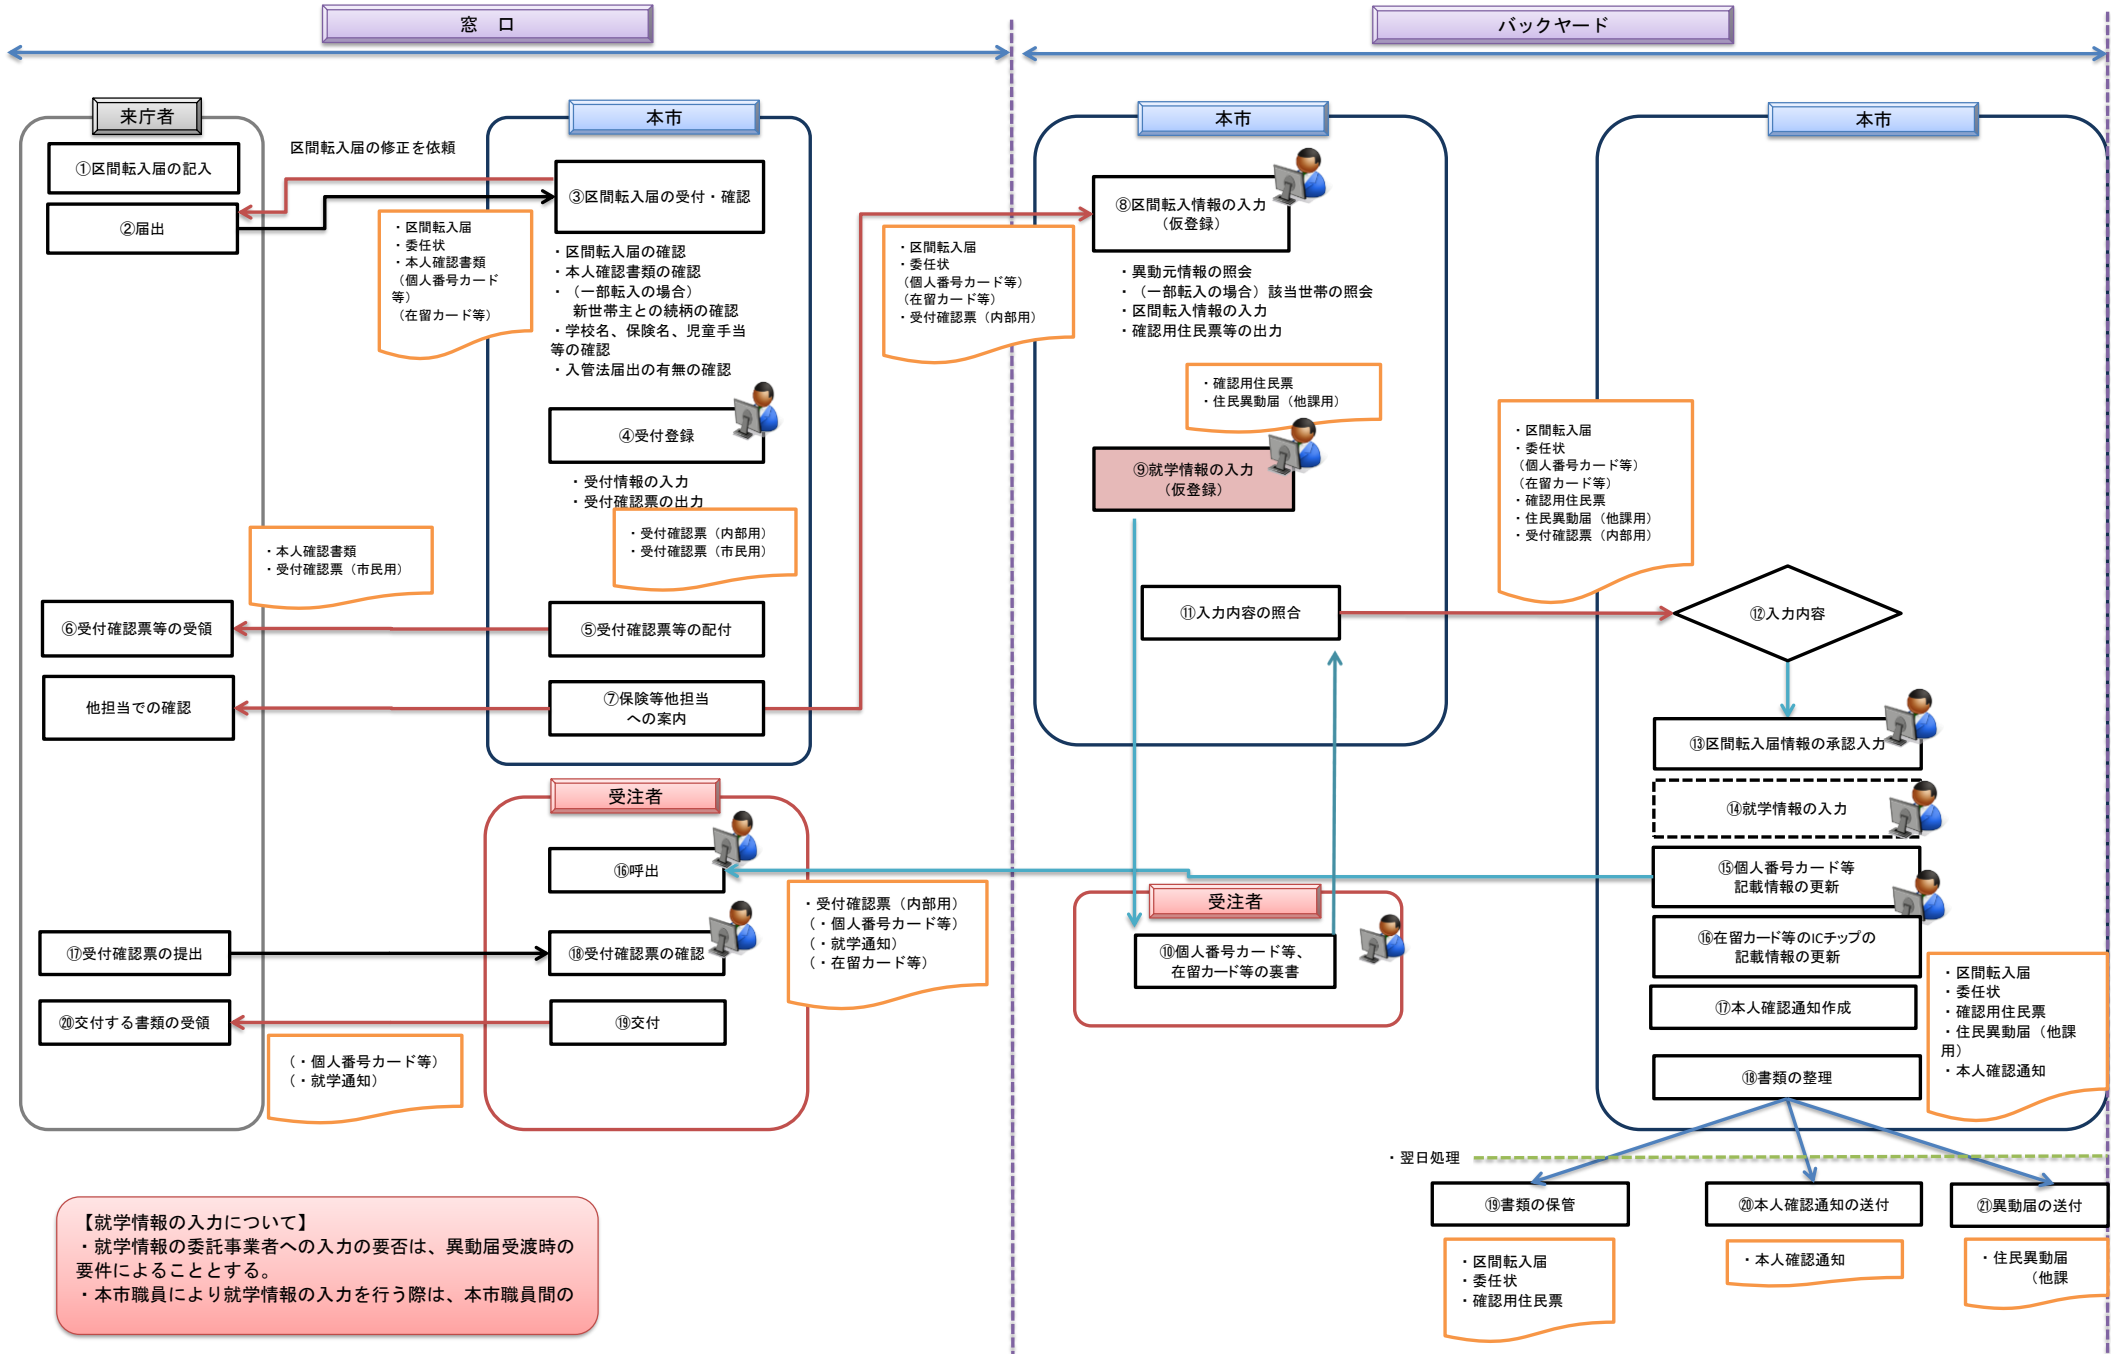 窓　口
バックヤード
来庁者
本市
本市
本市
①区間転入届の記入
②届出
区間転入届の修正を依頼
③区間転入届の受付・確認
・区間転入届
・委任状
・本人確認書類
（個人番号カード
等）
（在留カード等）
・区間転入届の確認
・本人確認書類の確認
・（一部転入の場合）
新世帯主との続柄の確認
・学校名、保険名、児童手当
等の確認
・入管法届出の有無の確認
④受付登録
・受付情報の入力
・受付確認票の出力
・受付確認票（内部用）
・受付確認票（市民用）
・本人確認書類
・受付確認票（市民用）
⑥受付確認票等の受領
⑤受付確認票等の配付
他担当での確認
⑦保険等他担当
への案内
・区間転入届
・委任状
（個人番号カード等）
（在留カード等）
・受付確認票（内部用）
⑧区間転入情報の入力
（仮登録）
・異動元情報の照会
・（一部転入の場合）該当世帯の照会
・区間転入情報の入力
・確認用住民票等の出力
・確認用住民票
・住民異動届（他課用）
⑨就学情報の入力
（仮登録）
⑪入力内容の照合
・区間転入届
・委任状
（個人番号カード等）
（在留カード等）
・確認用住民票
・住民異動届（他課用）
・受付確認票（内部用）
⑫入力内容
⑬区間転入届情報の承認入力
⑭就学情報の入力
⑮個人番号カード等
記載情報の更新
⑯在留カード等のICチップの
記載情報の更新
⑰本人確認通知作成
⑱書類の整理
・区間転入届
・委任状
・確認用住民票
・住民異動届（他課
用）
・本人確認通知
受注者
⑯呼出
・受付確認票（内部用）
（・個人番号カード等）
（・就学通知）
（・在留カード等）
⑰受付確認票の提出
⑱受付確認票の確認
⑳交付する書類の受領
⑲交付
（・個人番号カード等）
（・就学通知）
受注者
⑩個人番号カード等、
在留カード等の裏書
・翌日処理
⑲書類の保管
⑳本人確認通知の送付
㉑異動届の送付
・区間転入届
・委任状
・確認用住民票
・本人確認通知
・住民異動届
（他課
【就学情報の入力について】
・就学情報の委託事業者への入力の要否は、異動届受渡時の
要件によることとする。
・本市職員により就学情報の入力を行う際は、本市職員間の